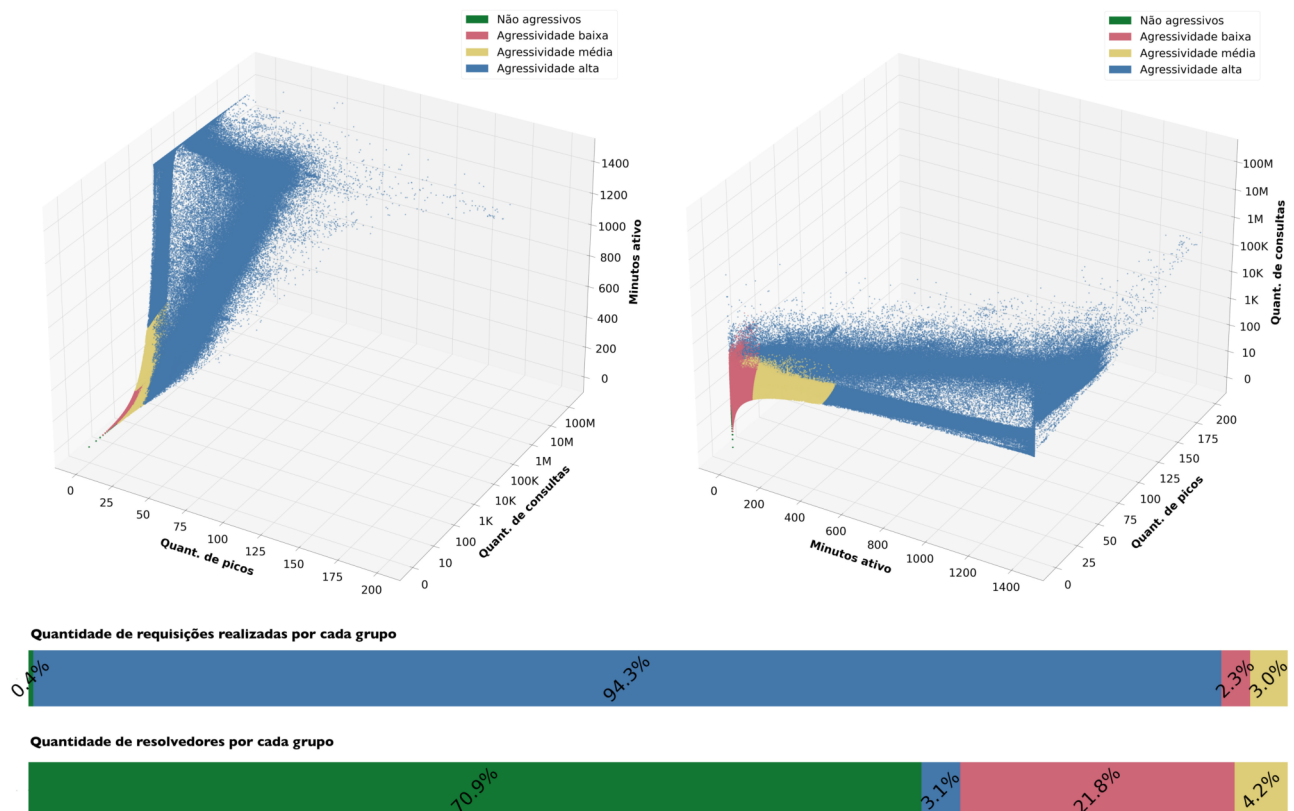 Não agressivos
Agressividade baixa
Agressividade média
Agressividade alta
1400
1200
1000
800
600
400
200
0
Minutos ativo
0
25
50
75
100
125
150
175
200
Quant. de picos
0
10
100
1K
10K
100K
1M
10M
100M
Quant. de consultas
Não agressivos
Agressividade baixa
Agressividade média
Agressividade alta
100M
10M
1M
100K
10K
1K
100
10
0
Quant. de consultas
0
200
400
600
800
1000
1200
1400
Minutos ativo
0
25
50
75
100
125
150
175
200
Quant. de picos
Quantidade de requisições realizadas por cada grupo
0.4% 94.3% 2.3% 3.0%
Quantidade de resolvedores por cada grupo
70.9% 3.1% 21.8% 4.2%